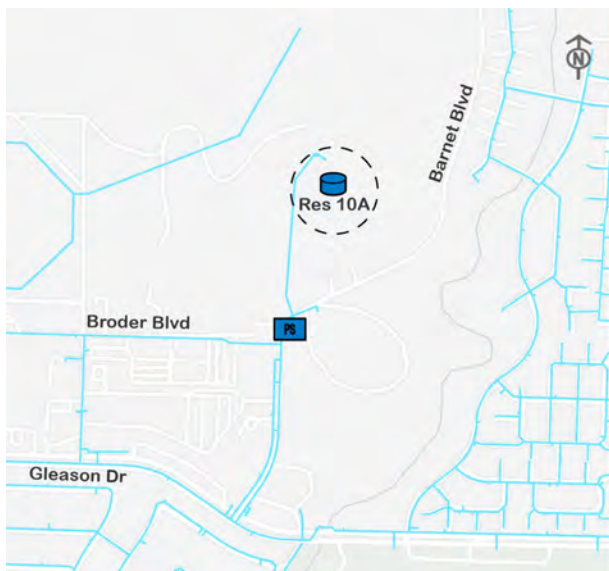 N
Barnet Blvd
Res 10A
Broder Blvd
PS
Gleason Dr